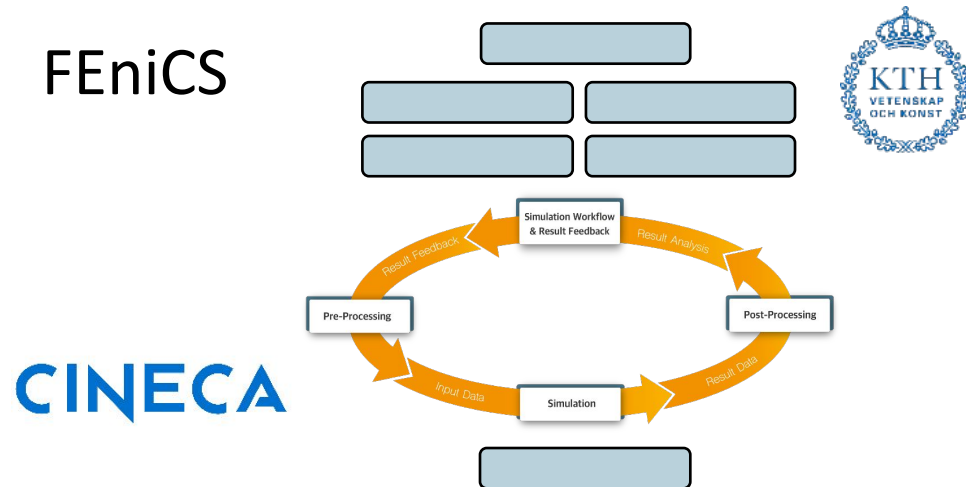 FEniCS
KTH
VETENSKAP
OCH KONST
Simulation Workflow
& Result Feedback
Result Feedback
Result Analysis
Pre-Processing
Post-Processing
CINECA
Input Data
Result Data
Simulation